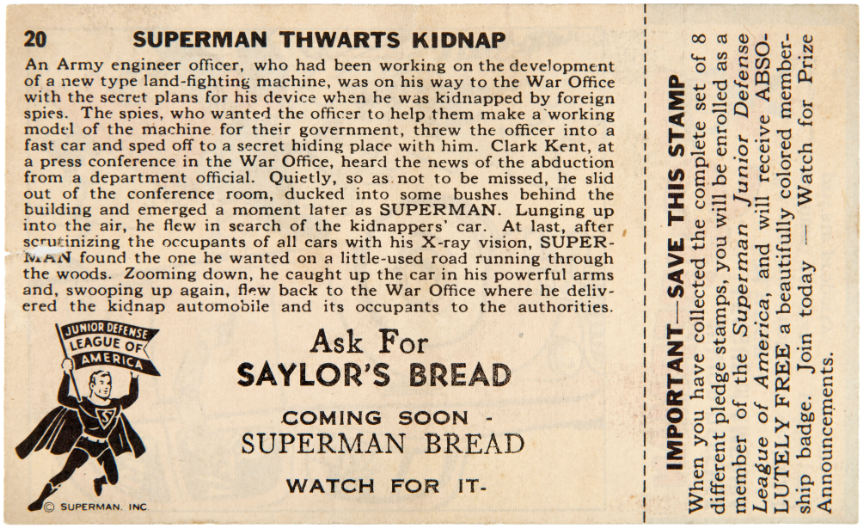 20 SUPERMAN THWARTS KIDNAP
An Army engineer officer, who had been working on the development
of a new type land-fighting machine, was on his way to the War Office
with the secret plans for his device when he was kidnapped by foreign
spies. The spies, who wanted the officer to help them make a working
model of the machine for their government, threw the officer into a
fast car and sped off to a secret hiding place with him. Clark Kent, at
a press conference in the War Office, heard the news of the abduction
from a department official. Quietly, so as not to be missed, he slid
out of the conference room, ducked into some bushes behind the
building and emerged a moment later as SUPERMAN. Lunging up
into the air, he flew in search of the kidnappers' car. At last, after
scrutinizing the occupants of all cars with his X-ray vision, SUPER-
MAN found the one he wanted on a little-used road running through
the woods. Zooming down, he caught up the car in his powerful arms
and, swooping up again, flew back to the War Office where he deliv-
ered the kidnap automobile and its occupants to the authorities.
JUNIOR DEFENSE
LEAGUE OF
AMERICA
S
© SUPERMAN. INC.
Ask For
SAYLOR'S BREAD
COMING SOON -
SUPERMAN BREAD
WATCH FOR IT-
IMPORTANT—SAVE THIS STAMP
When you have collected the complete set of 8
different pledge stamps, you will be enrolled as a
member of the Superman Junior Defense
League of America, and will receive ABSO-
LUTELY FREE a beautifully colored member-
ship badge. Join today — Watch for Prize
Announcements.